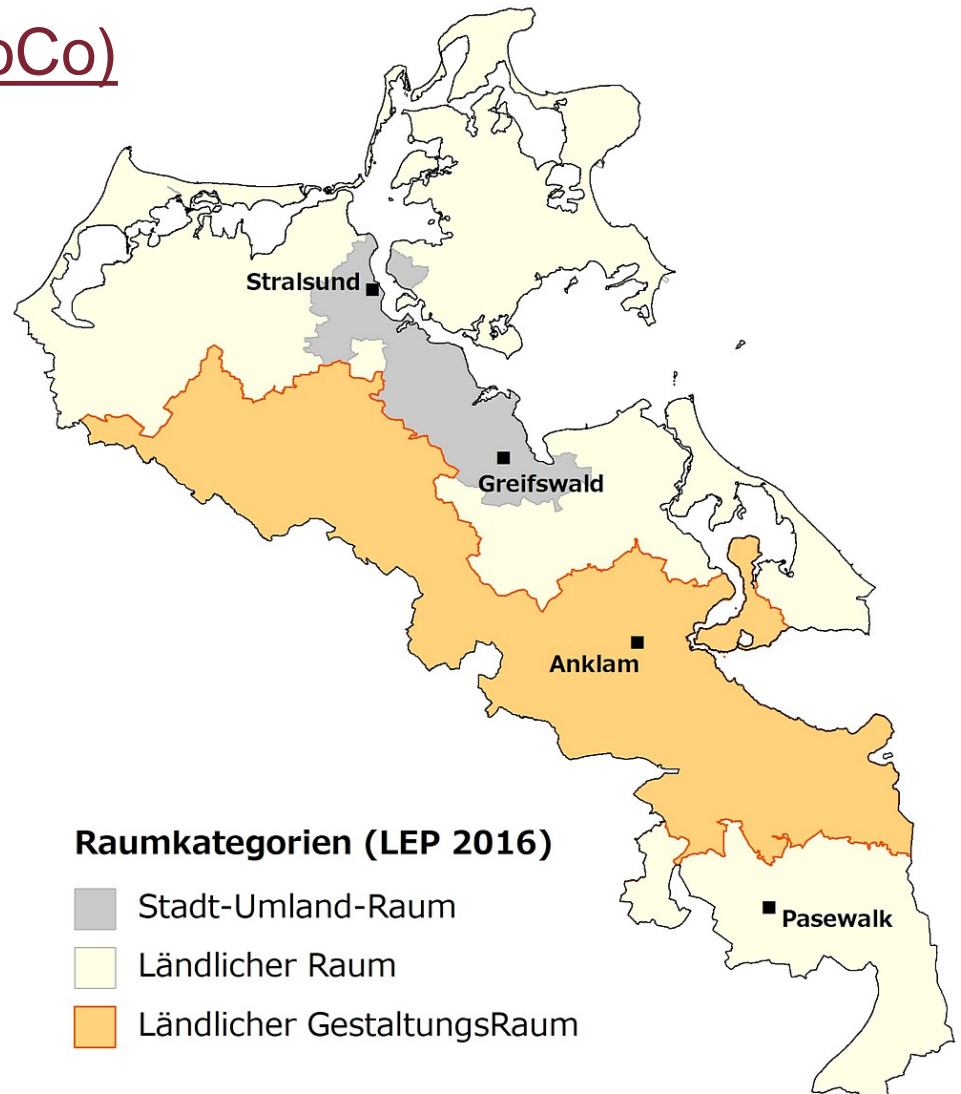 oCo)
Stralsund
Greifswald
Anklam
Raumkategorien (LEP 2016)
Stadt-Umland-Raum
Ländlicher Raum
Ländlicher GestaltungsRaum
Pasewalk